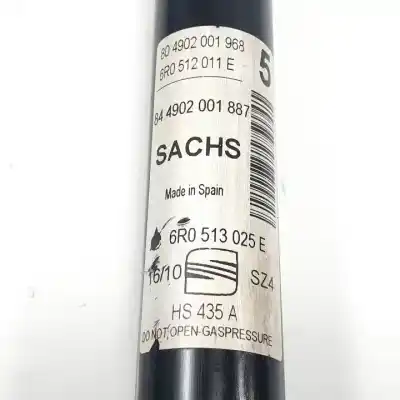 80 4902 001 968
6R0 512 011 E
5
84 4902 001 887
SACHS
Made in Spain
6R0 513 025 E
16/10
SZ4
HS 435 A
DO NOT OPEN-GASPRESSURE